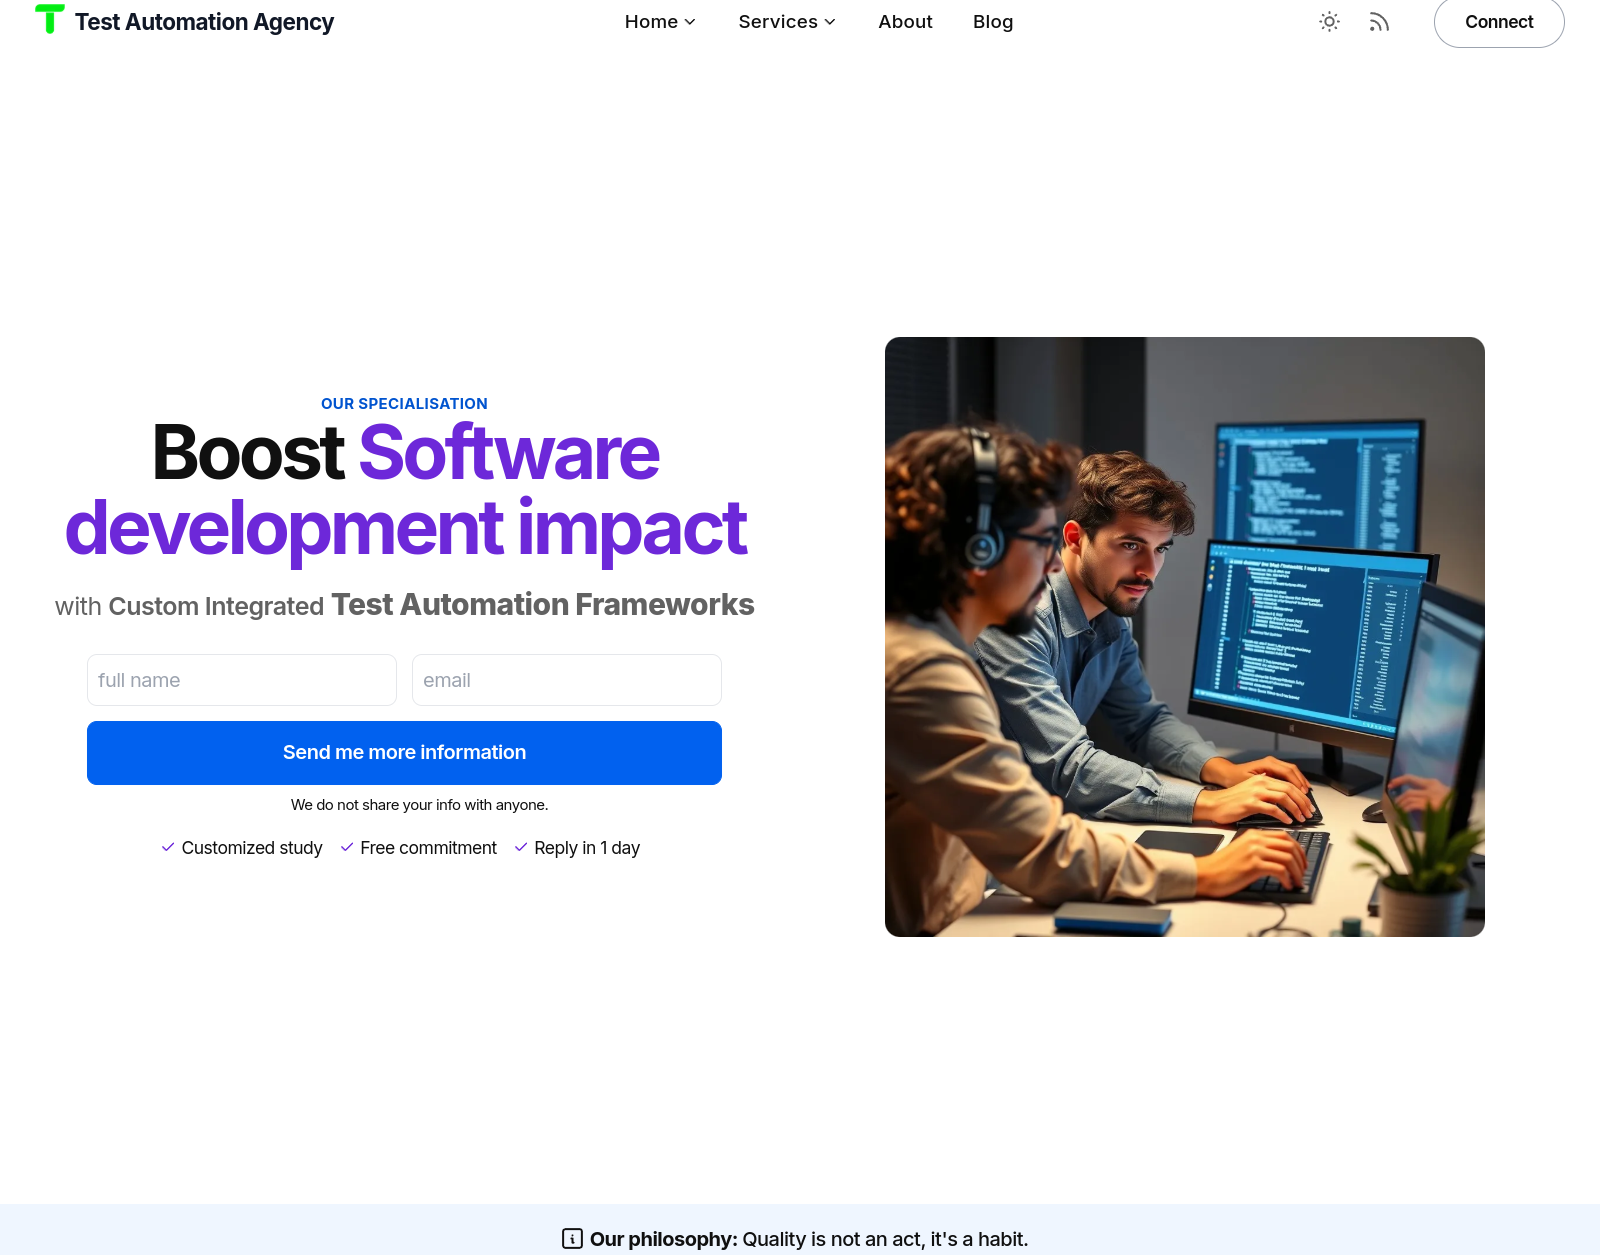 Test Automation Agency
Home
Services
About
Blog
Connect
OUR SPECIALISATION
Boost Software
development impact
with Custom Integrated Test Automation Frameworks
full name
email
Send me more information
We do not share your info with anyone.
Customized study
Free commitment
Reply in 1 day
Our philosophy: Quality is not an act, it's a habit.